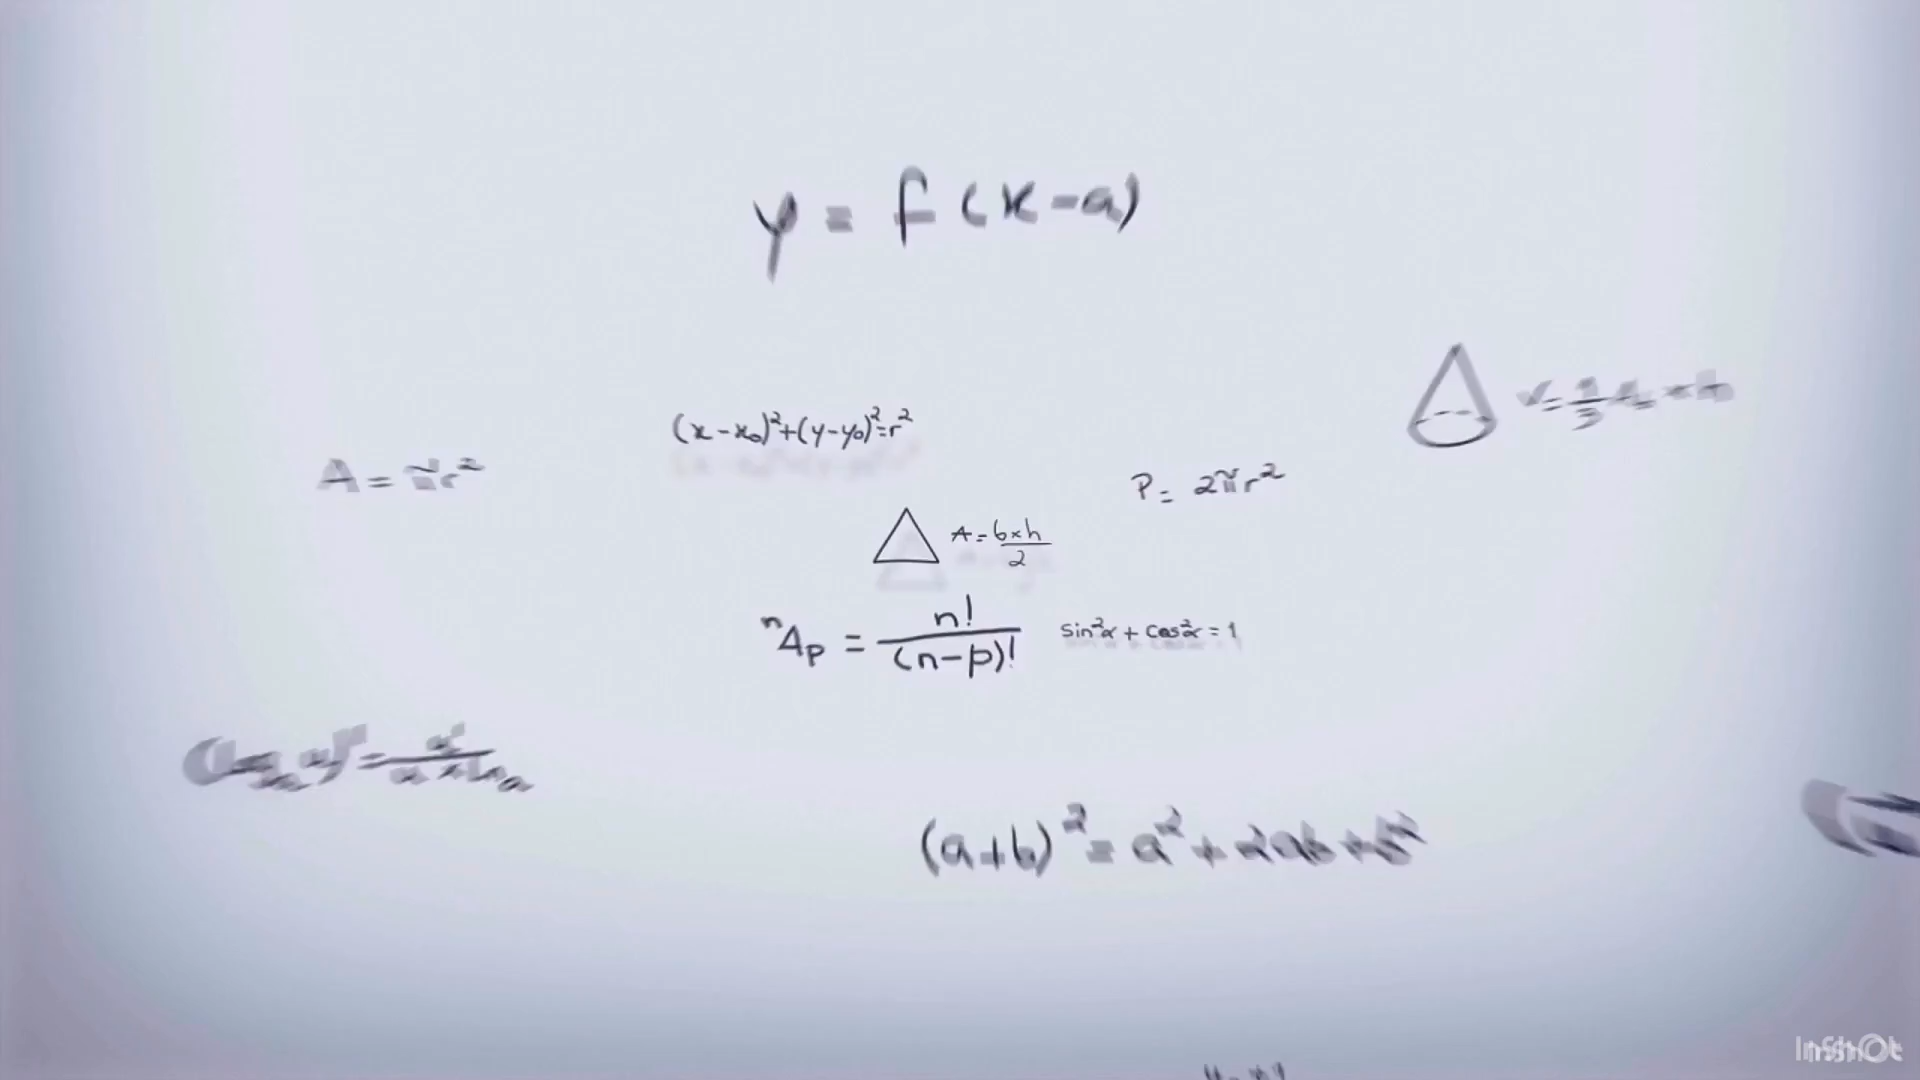 y = f(x-a)
(x-x₀)²+(y-y₀)²=r²
A = πr²
P = 2πr²
A = b×h/2
ⁿAp = n!/(n-p)!
sin²α + cos²α = 1
(a+b)² = a² + 2ab + b²
InShOt